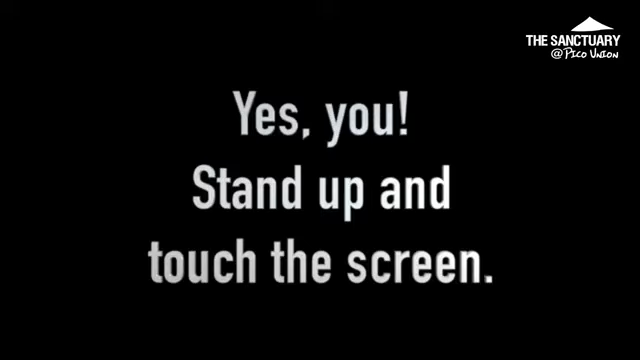 THE SANCTUARY
@PICO UNION
Yes, you!
Stand up and
touch the screen.